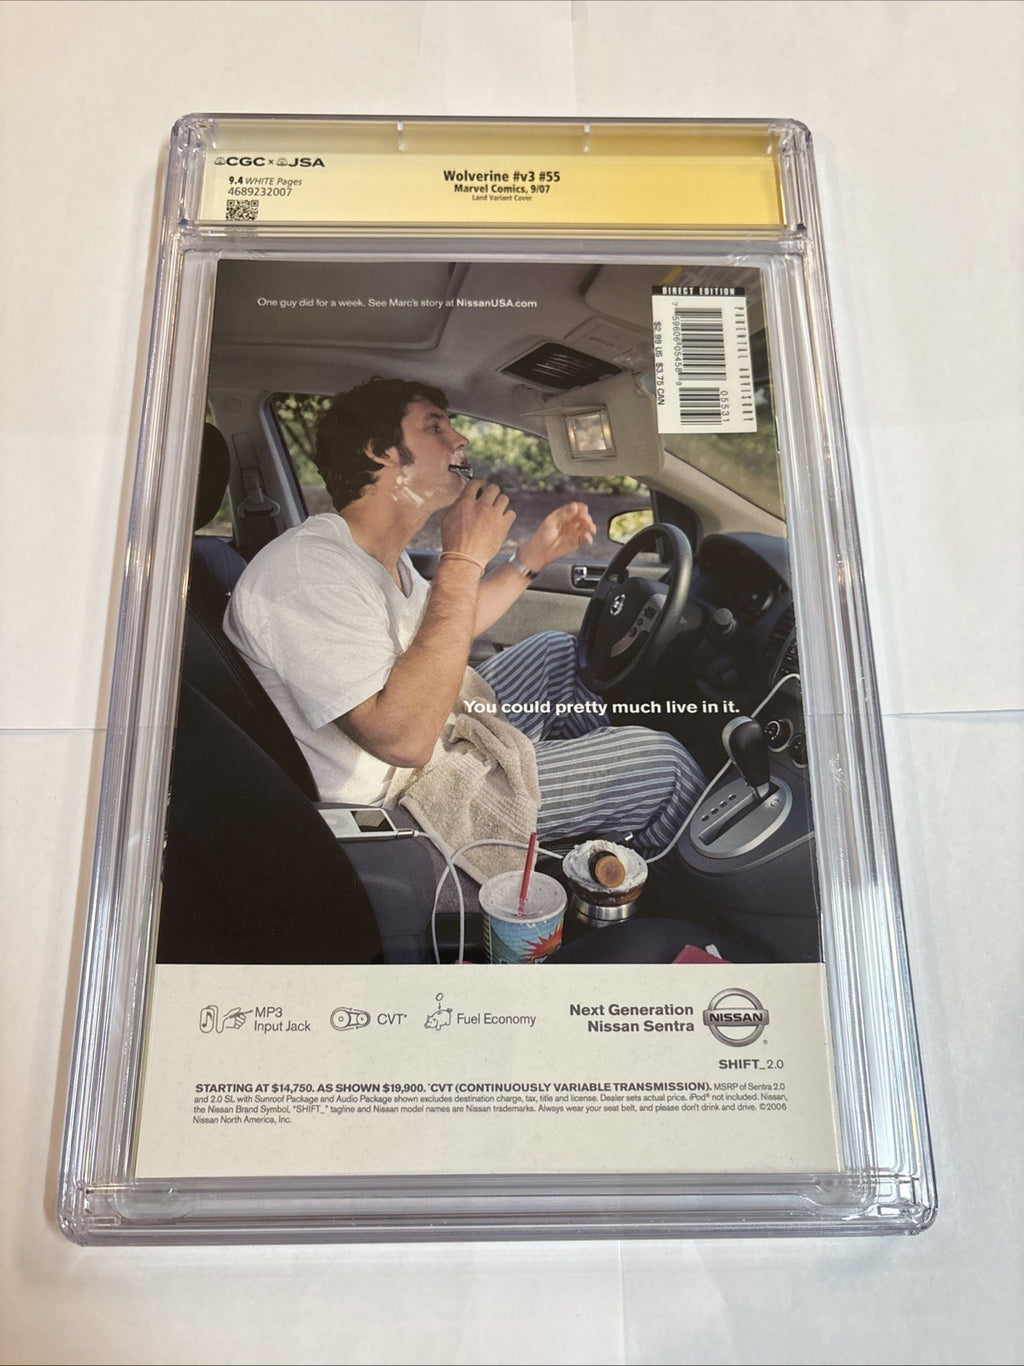 CGC × JSA
9.4 WHITE Pages
4689232007
Wolverine #v3 #55
Marvel Comics, 9/07
Land Variant Cover
One guy did for a week. See Marc's story at NissanUSA.com
DIRECT EDITION
PARENTAL ADVISORY
7 59606 05458 9
05531
$2.99 US $3.75 CAN
You could pretty much live in it.
MP3
Input Jack
CVT*
Fuel Economy
Next Generation
Nissan Sentra
NISSAN
SHIFT_2.0
STARTING AT $14,750. AS SHOWN $19,900. *CVT (CONTINUOUSLY VARIABLE TRANSMISSION). MSRP of Sentra 2.0
and 2.0 SL with Sunroof Package and Audio Package shown excludes destination charge, tax, title and license. Dealer sets actual price. iPod® not included. Nissan,
the Nissan Brand Symbol, "SHIFT_" tagline and Nissan model names are Nissan trademarks. Always wear your seat belt, and please don't drink and drive. ©2006
Nissan North America, Inc.